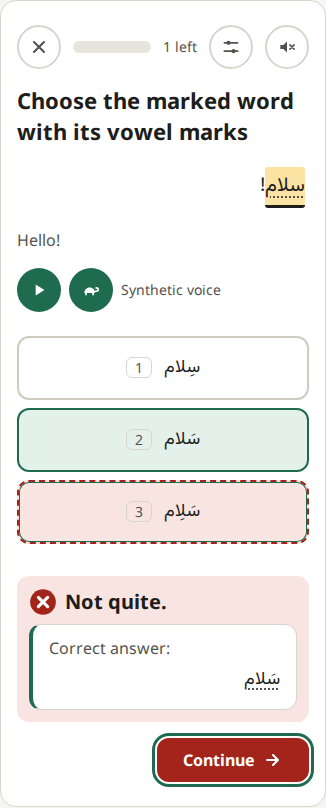 1 left
Choose the marked word
with its vowel marks
سلام!
Hello!
Synthetic voice
1 سِلام
2 سَلام
3 سَلِام
Not quite.
Correct answer:
سَلام
Continue